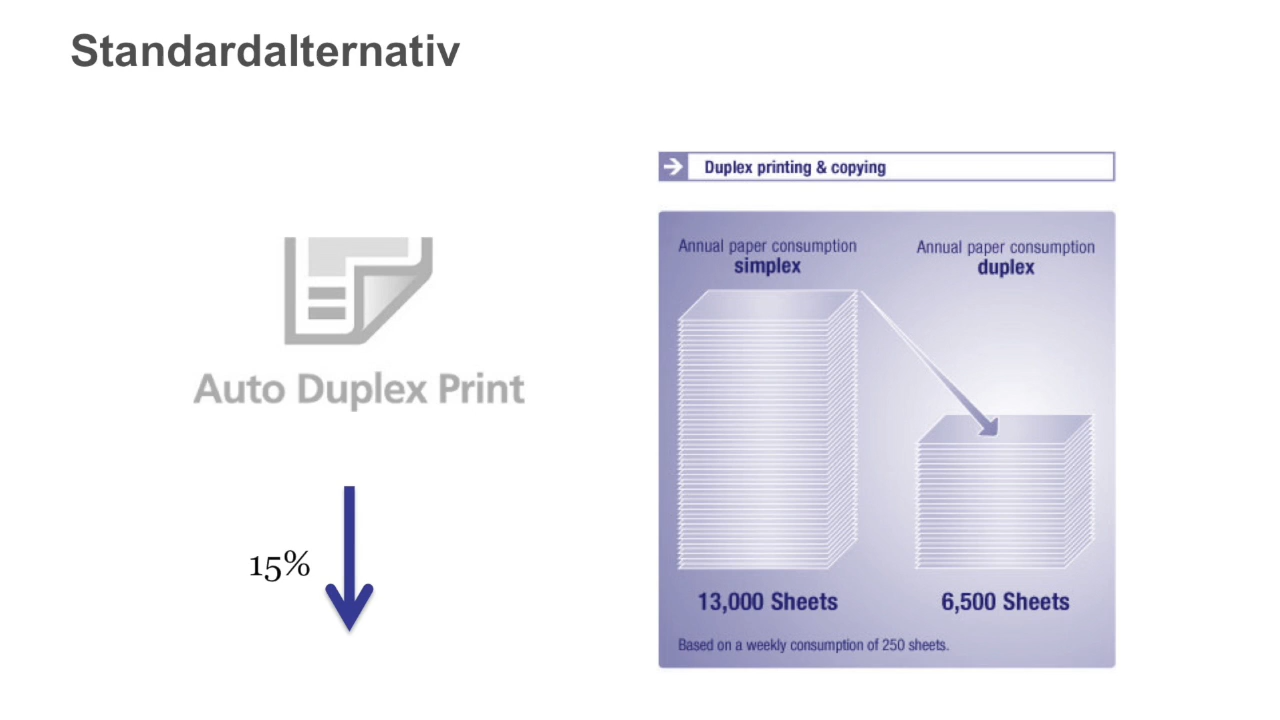 Standardalternativ
Auto Duplex Print
15%
Duplex printing & copying
Annual paper consumption
simplex
Annual paper consumption
duplex
13,000 Sheets
6,500 Sheets
Based on a weekly consumption of 250 sheets.